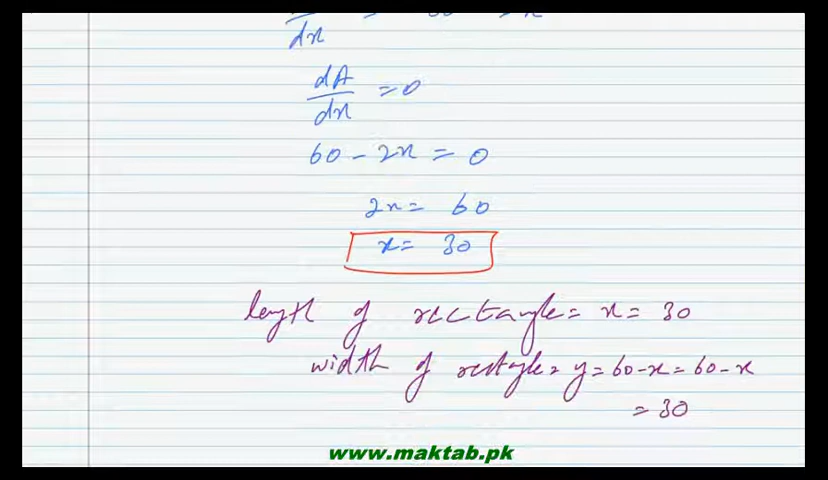 dx
dA/dx = 0
60 - 2x = 0
2x = 60
x = 30
length of rectangle = x = 30
width of rectangle = y = 60 - x = 60 - x
= 30
www.maktab.pk